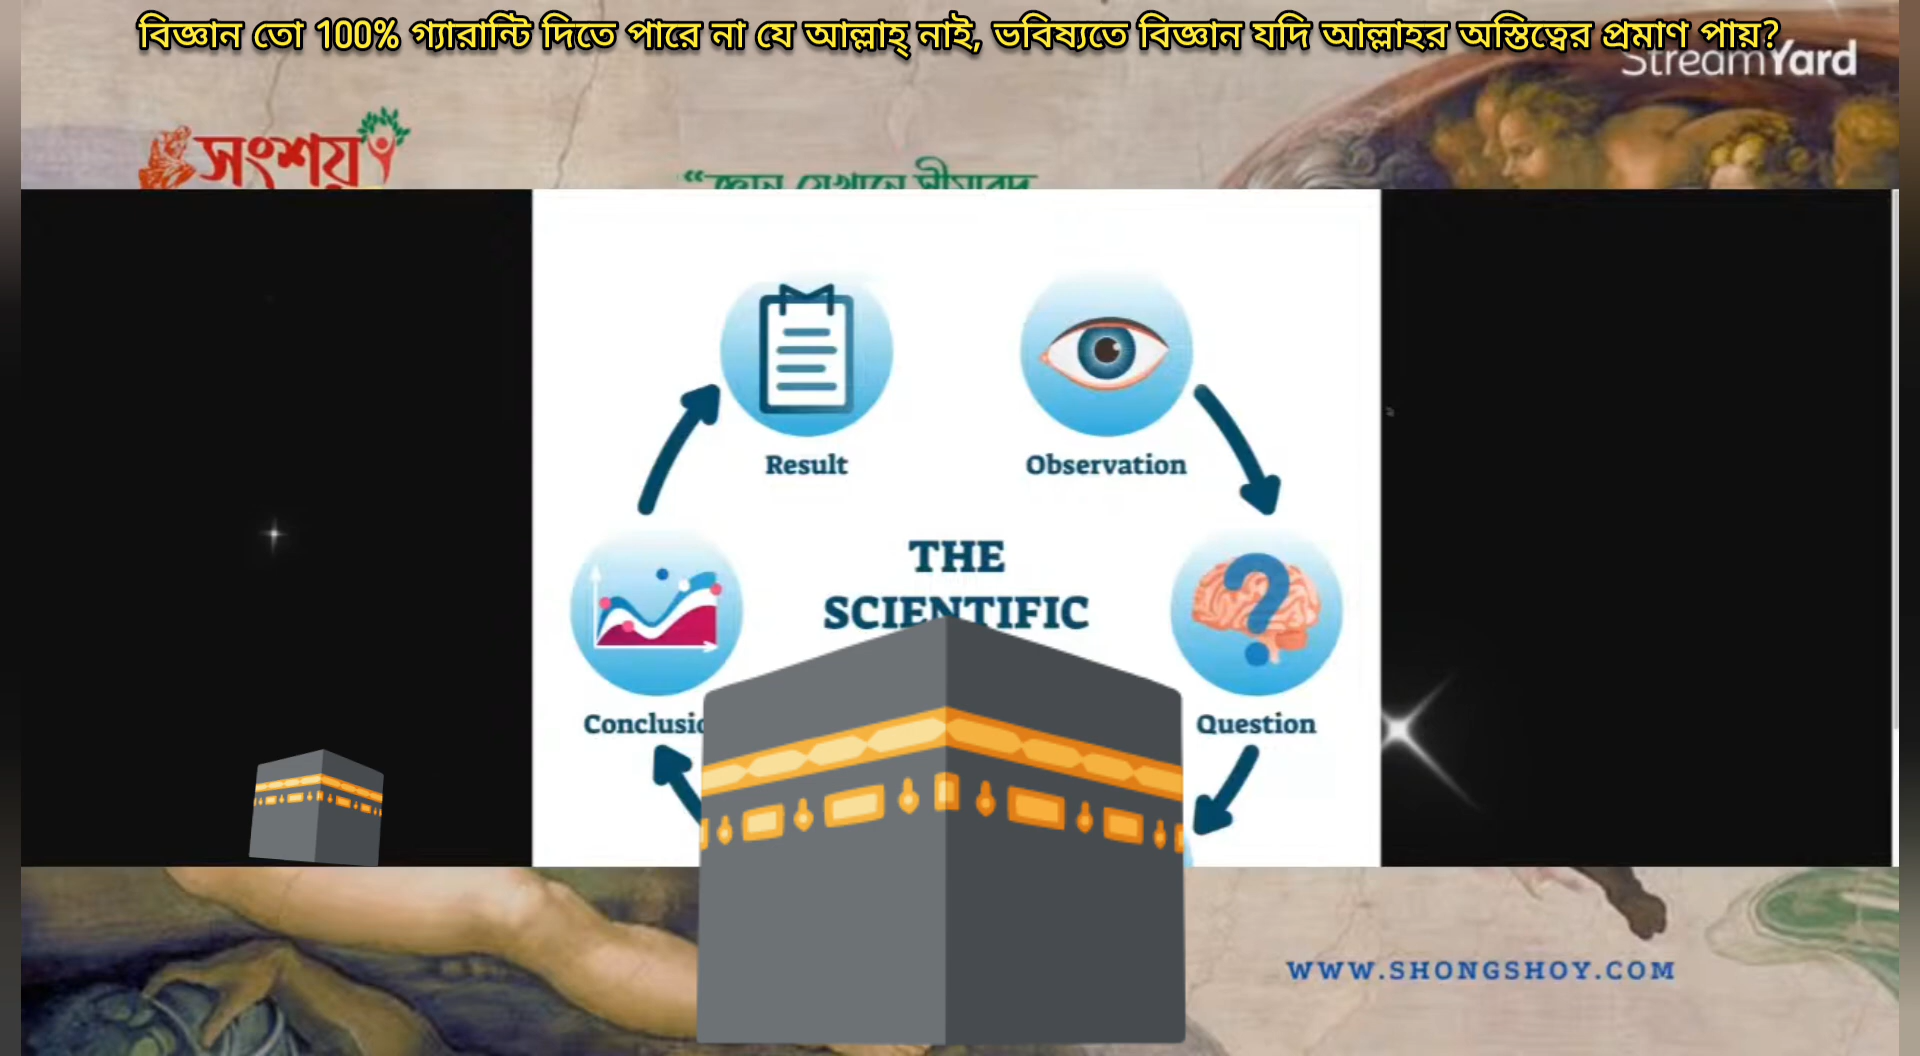 বিজ্ঞান তো 100% গ্যারান্টি দিতে পারে না যে আল্লাহ্ নাই, ভবিষ্যতে বিজ্ঞান যদি আল্লাহর অস্তিত্বের প্রমাণ পায়?
StreamYard
সংশয়
Result
Observation
THE
SCIENTIFIC
Question
WWW.SHONGSHOY.COM